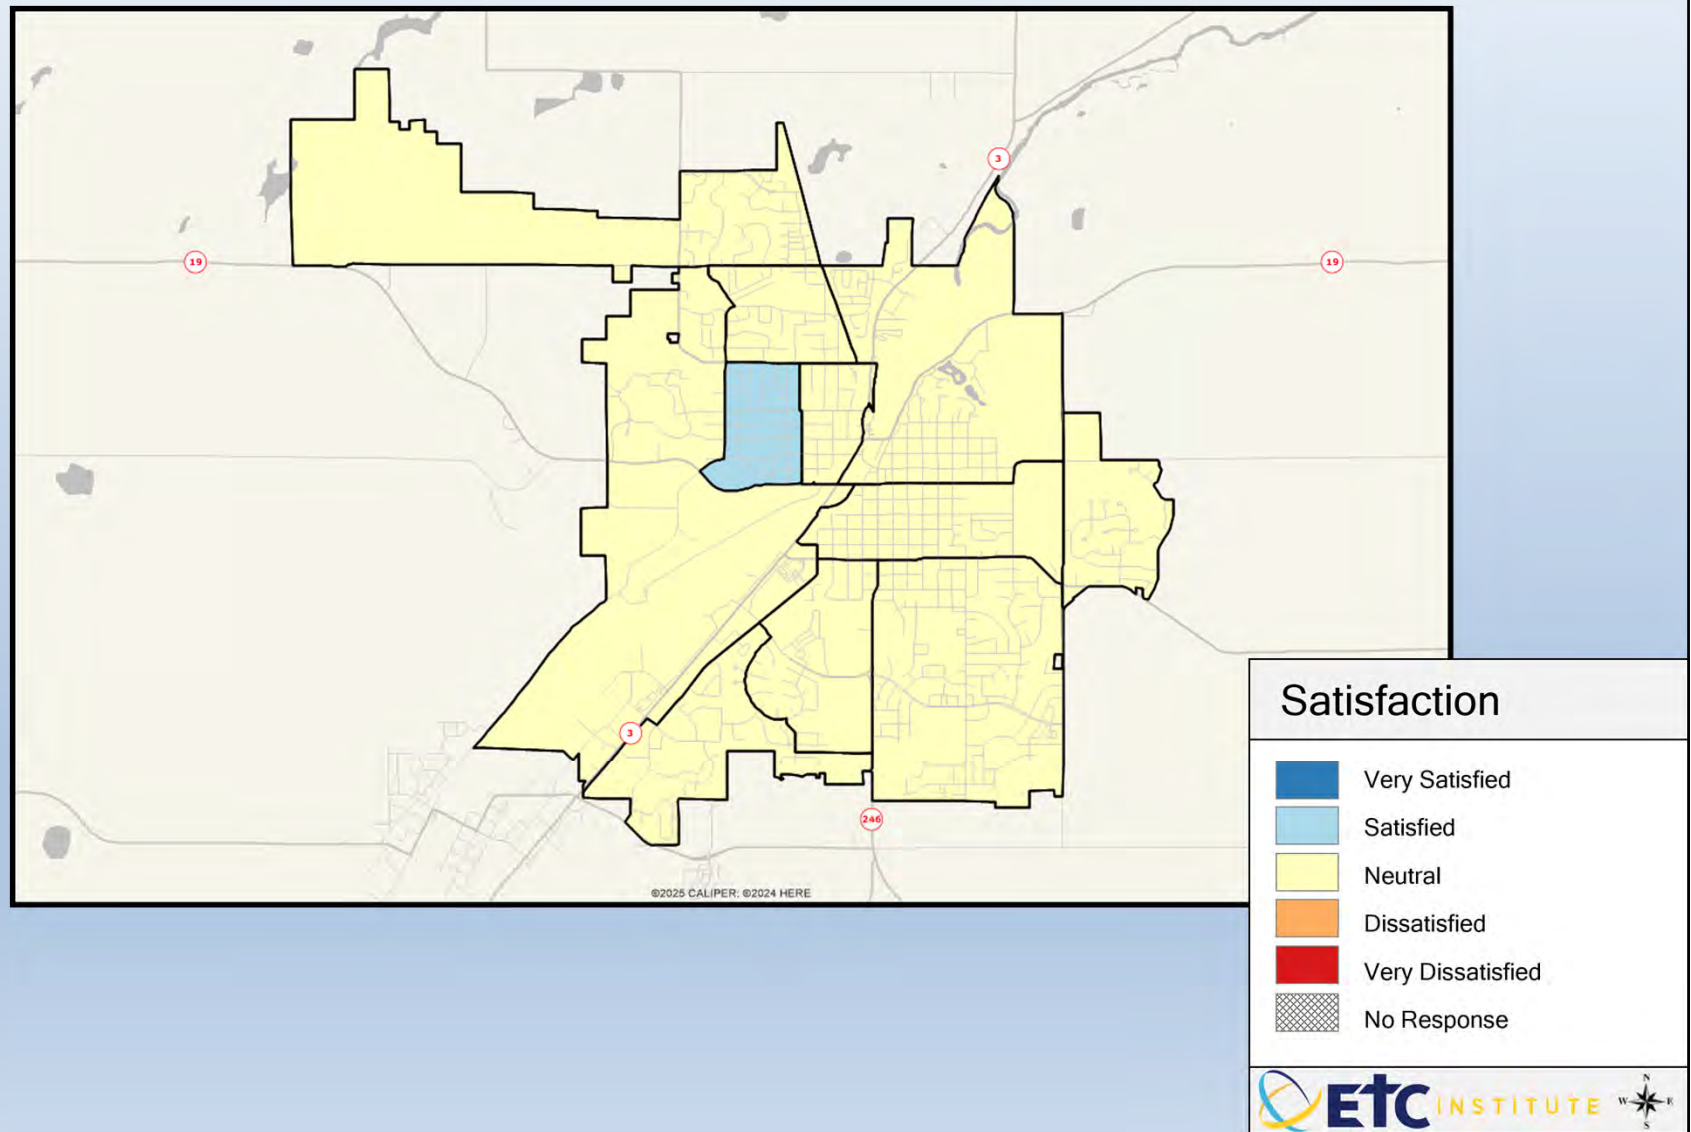 3
19
19
3
246
©2025 CALIPER; ©2024 HERE
Satisfaction
Very Satisfied
Satisfied
Neutral
Dissatisfied
Very Dissatisfied
No Response
ETC INSTITUTE
N
W E
S